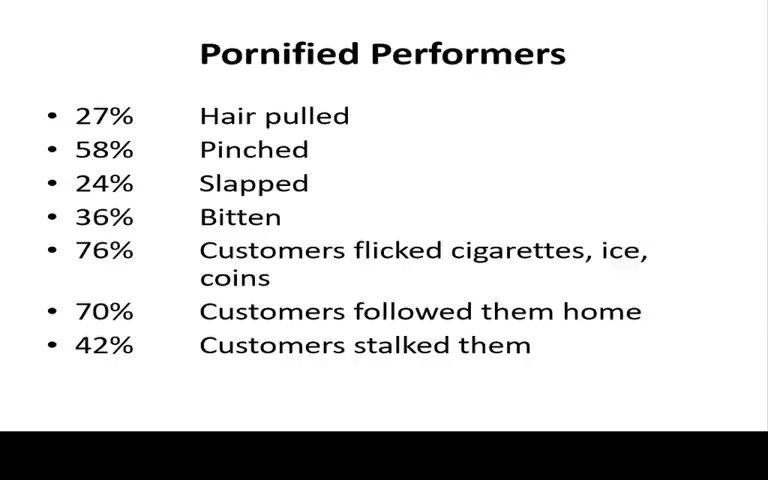 Pornified Performers
• 27% Hair pulled
• 58% Pinched
• 24% Slapped
• 36% Bitten
• 76% Customers flicked cigarettes, ice,
coins
• 70% Customers followed them home
• 42% Customers stalked them